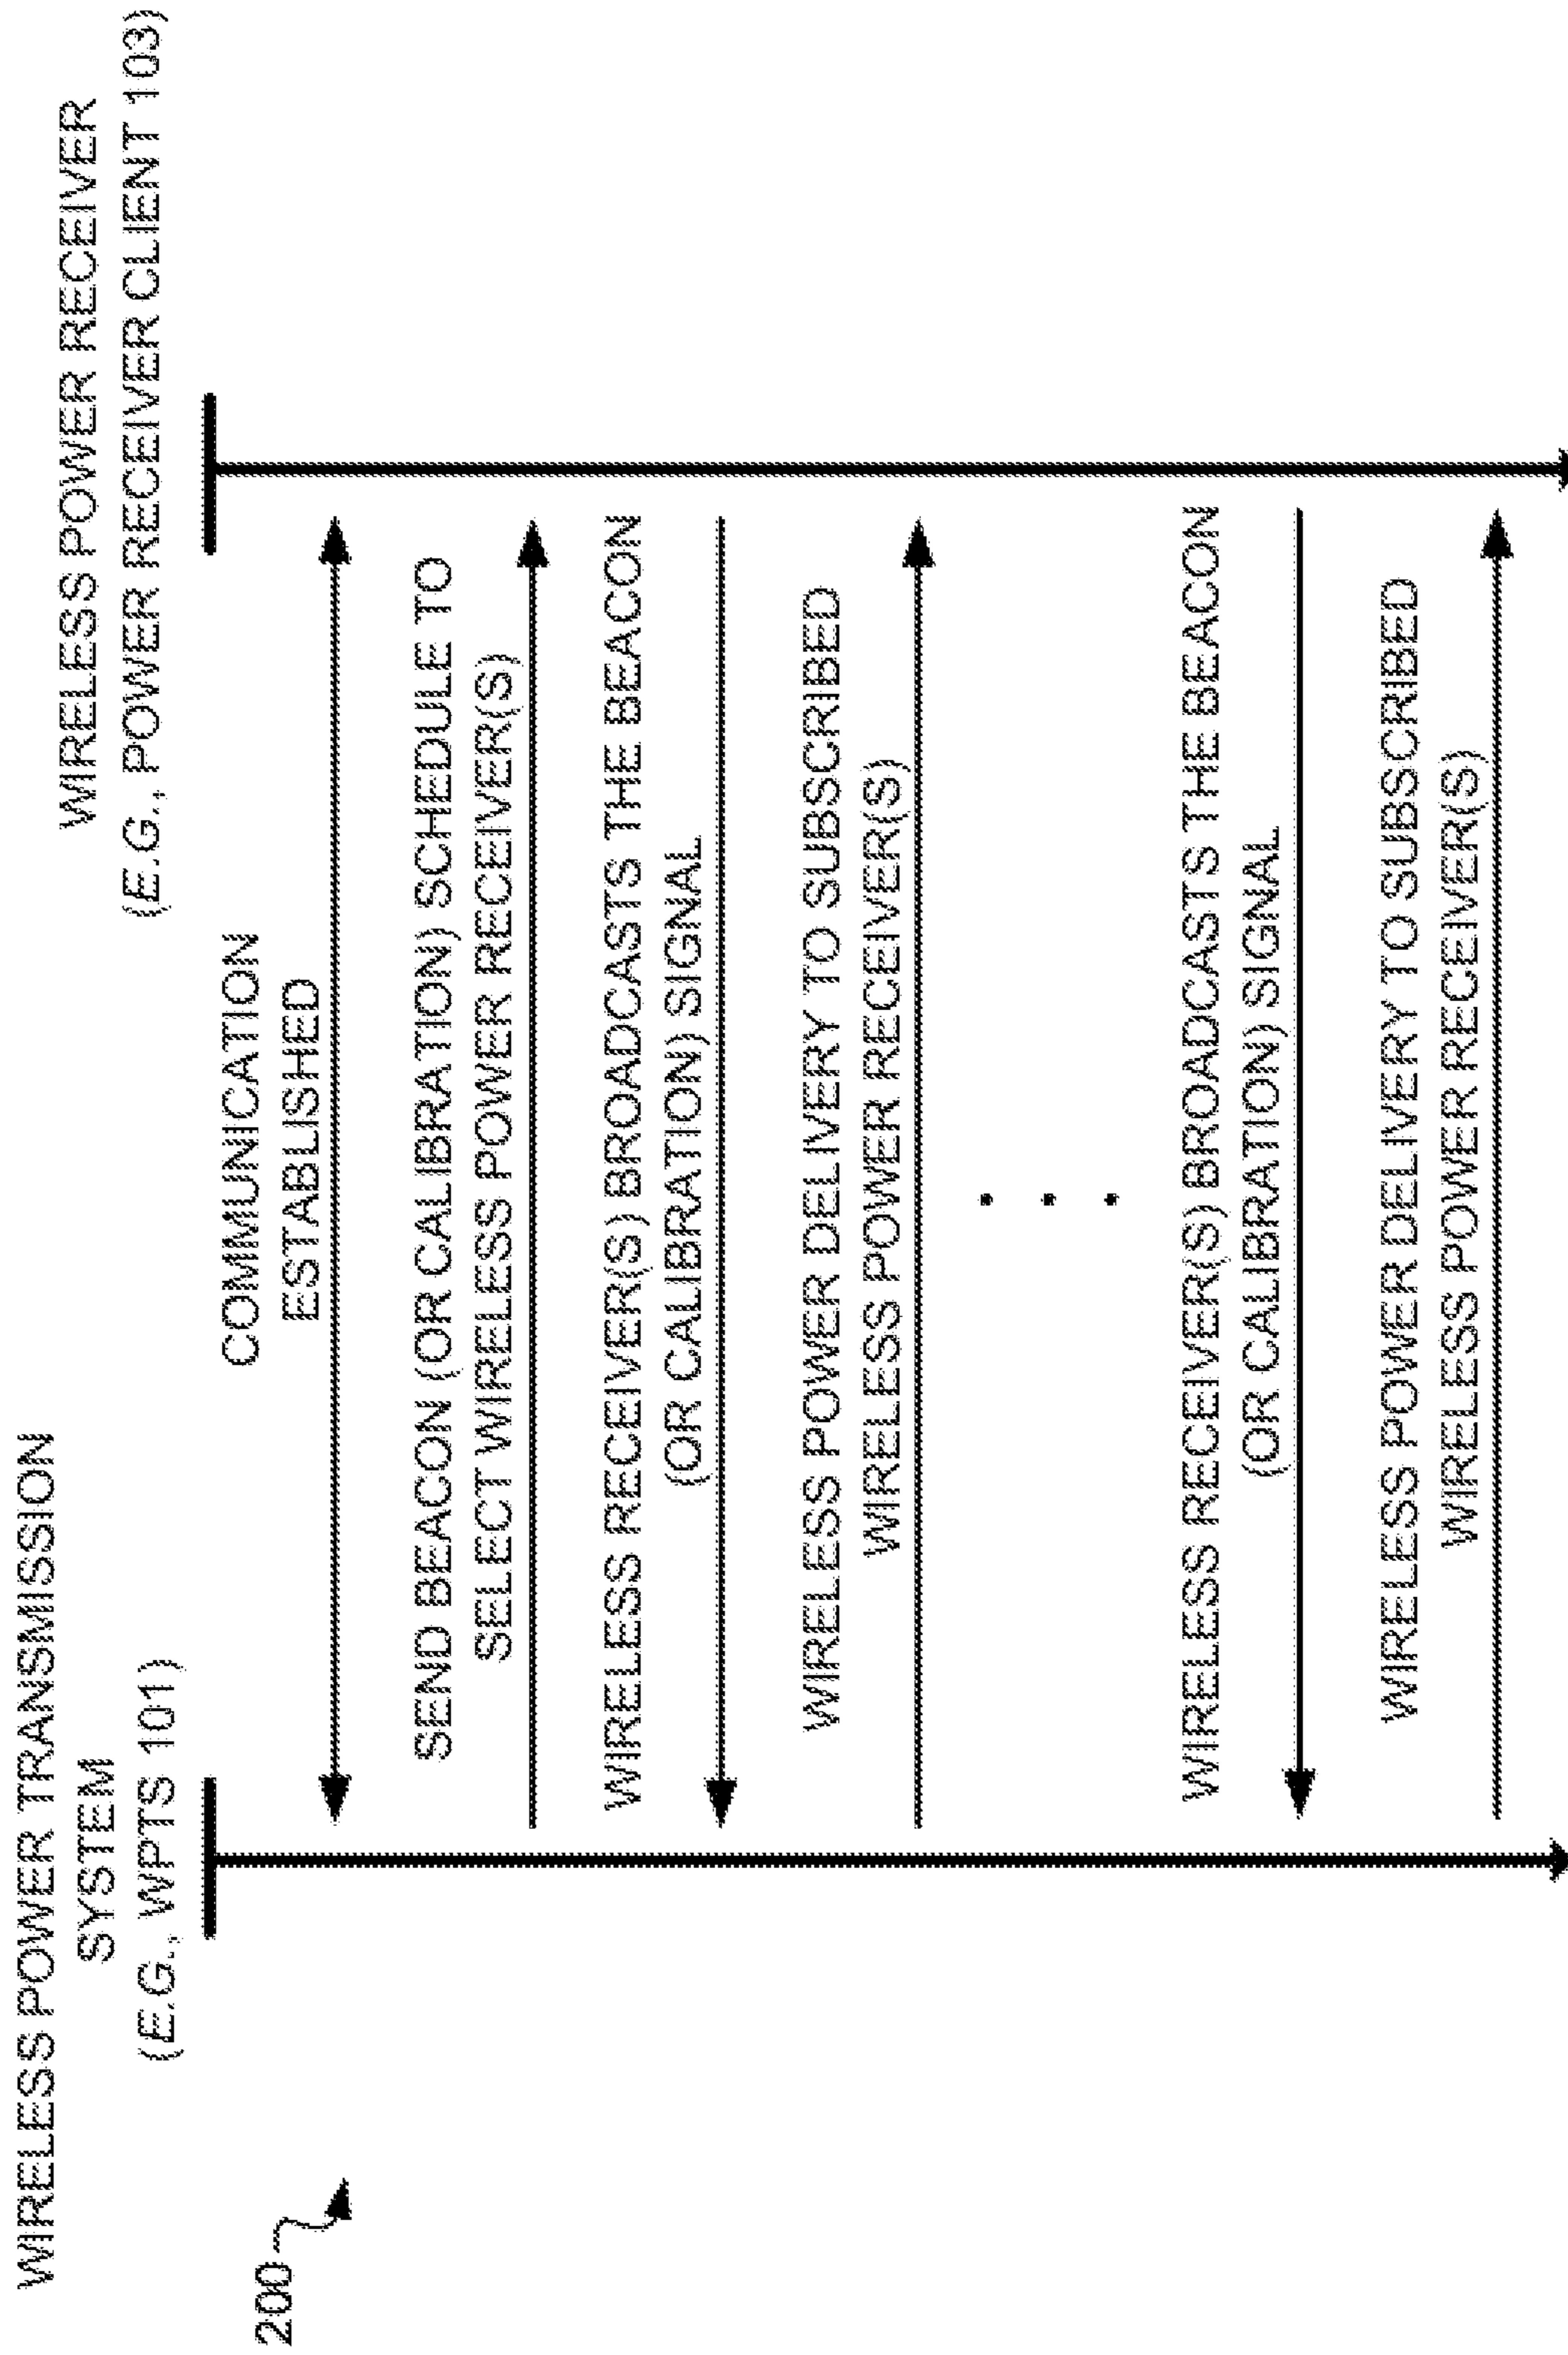 WIRELESS POWER TRANSMISSION
SYSTEM
(E.G., WPTS 101)
WIRELESS POWER RECEIVER
(E.G., POWER RECEIVER CLIENT 103)
200
COMMUNICATION
ESTABLISHED
SEND BEACON (OR CALIBRATION) SCHEDULE TO
SELECT WIRELESS POWER RECEIVER(S)
WIRELESS RECEIVER(S) BROADCASTS THE BEACON
(OR CALIBRATION) SIGNAL
WIRELESS POWER DELIVERY TO SUBSCRIBED
WIRELESS POWER RECEIVER(S)
WIRELESS RECEIVER(S) BROADCASTS THE BEACON
(OR CALIBRATION) SIGNAL
WIRELESS POWER DELIVERY TO SUBSCRIBED
WIRELESS POWER RECEIVER(S)